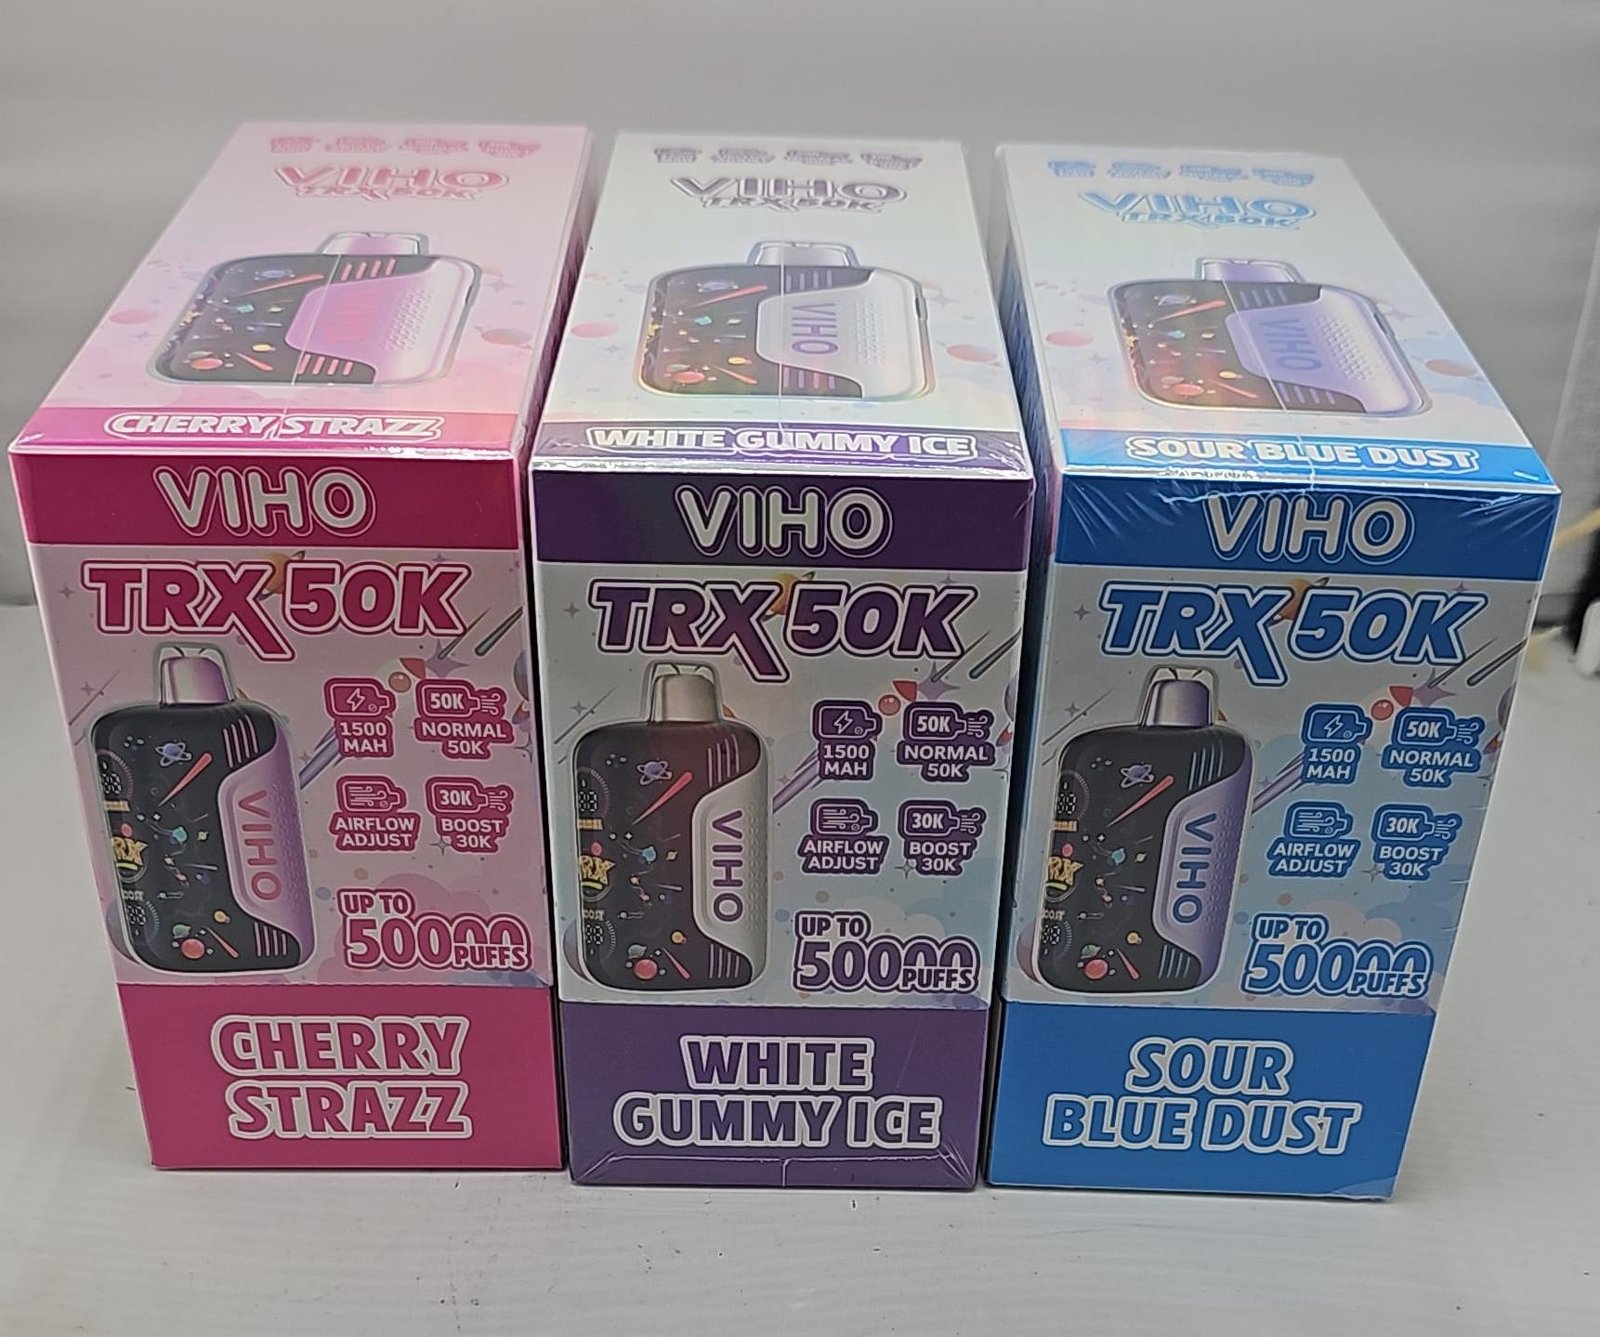 VIHO
TRX 50K
VIHO
CHERRY STRAZZ
VIHO
TRX 50K
1500
MAH
50K
NORMAL
50K
AIRFLOW
ADJUST
30K
BOOST
30K
VIHO
UP TO
50000 PUFFS
CHERRY
STRAZZ
VIHO
TRX 50K
VIHO
WHITE GUMMY ICE
VIHO
TRX 50K
1500
MAH
50K
NORMAL
50K
AIRFLOW
ADJUST
30K
BOOST
30K
VIHO
UP TO
50000 PUFFS
WHITE
GUMMY ICE
VIHO
TRX 50K
VIHO
SOUR BLUE DUST
VIHO
TRX 50K
1500
MAH
50K
NORMAL
50K
AIRFLOW
ADJUST
30K
BOOST
30K
VIHO
UP TO
50000 PUFFS
SOUR
BLUE DUST